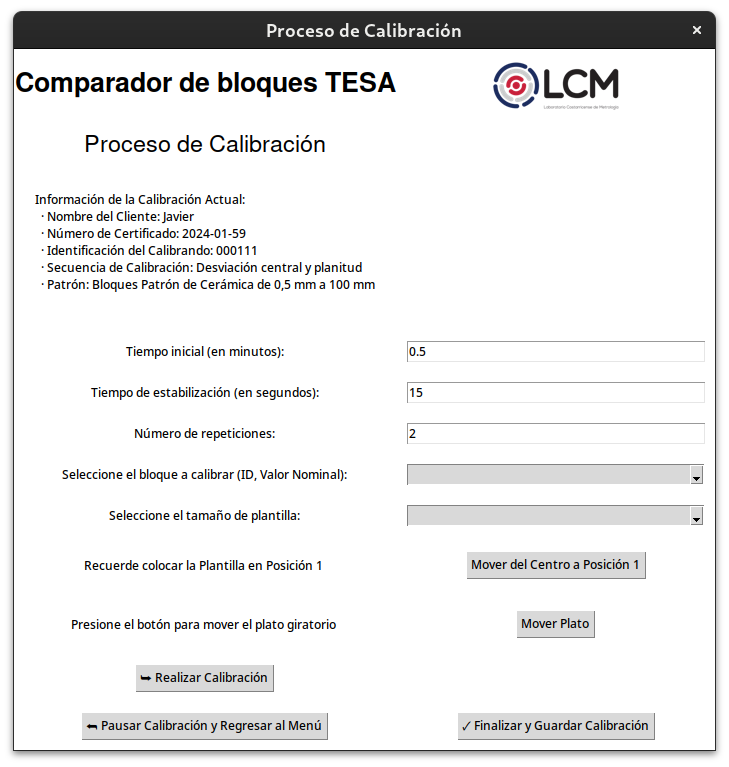 Proceso de Calibración
Comparador de bloques TESA
LCM
Laboratorio Costarricense de Metrología
Proceso de Calibración
Información de la Calibración Actual:
· Nombre del Cliente: Javier
· Número de Certificado: 2024-01-59
· Identificación del Calibrando: 000111
· Secuencia de Calibración: Desviación central y planitud
· Patrón: Bloques Patrón de Cerámica de 0,5 mm a 100 mm
Tiempo inicial (en minutos): 0.5
Tiempo de estabilización (en segundos): 15
Número de repeticiones: 2
Seleccione el bloque a calibrar (ID, Valor Nominal):
Seleccione el tamaño de plantilla:
Recuerde colocar la Plantilla en Posición 1 Mover del Centro a Posición 1
Presione el botón para mover el plato giratorio Mover Plato
Realizar Calibración
Pausar Calibración y Regresar al Menú ✓ Finalizar y Guardar Calibración